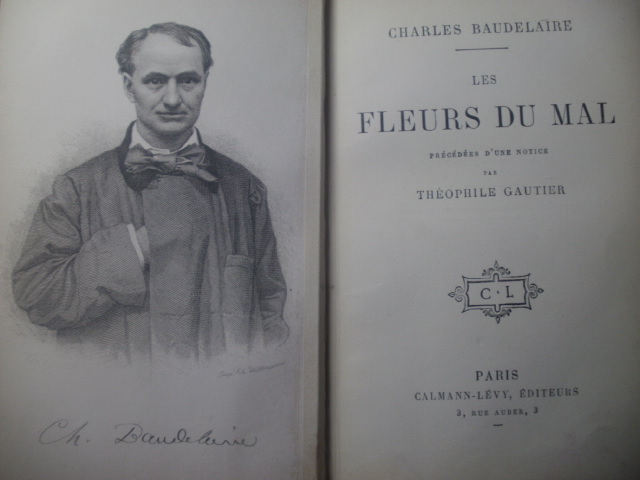 Ch. Baudelaire
CHARLES BAUDELAIRE
LES
FLEURS DU MAL
PRÉCÉDÉES D'UNE NOTICE
PAR
THÉOPHILE GAUTIER
C·L
PARIS
CALMANN-LÉVY, ÉDITEURS
3, RUE AUBER, 3